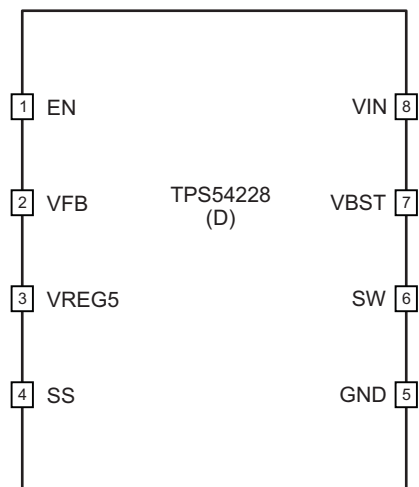 1 EN
VIN 8
TPS54228
(D)
2 VFB
VBST 7
3 VREG5
SW 6
4 SS
GND 5